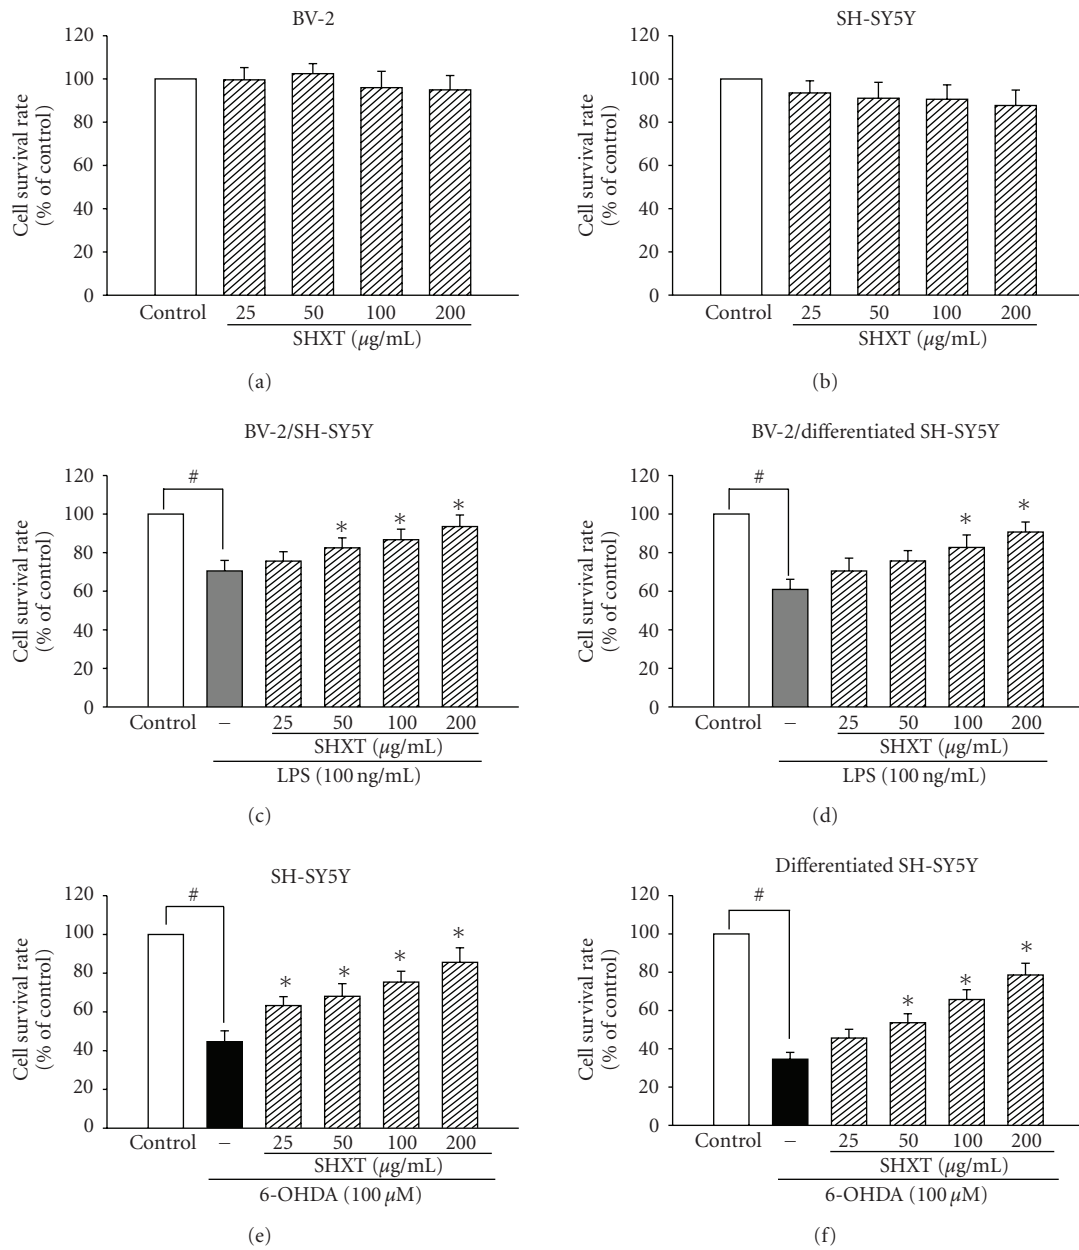 BV-2
120
100
80
60
40
20
0
Cell survival rate
(% of control)
Control 25 50 100 200
SHXT (µg/mL)
(a)
SH-SY5Y
120
100
80
60
40
20
0
Cell survival rate
(% of control)
Control 25 50 100 200
SHXT (µg/mL)
(b)
BV-2/SH-SY5Y
120
100
80
60
40
20
0
Cell survival rate
(% of control)
#
* * *
Control − 25 50 100 200
SHXT (µg/mL)
LPS (100 ng/mL)
(c)
BV-2/differentiated SH-SY5Y
120
100
80
60
40
20
0
Cell survival rate
(% of control)
#
* *
Control − 25 50 100 200
SHXT (µg/mL)
LPS (100 ng/mL)
(d)
SH-SY5Y
120
100
80
60
40
20
0
Cell survival rate
(% of control)
#
* * * *
Control − 25 50 100 200
SHXT (µg/mL)
6-OHDA (100 µM)
(e)
Differentiated SH-SY5Y
120
100
80
60
40
20
0
Cell survival rate
(% of control)
#
* * *
Control − 25 50 100 200
SHXT (µg/mL)
6-OHDA (100 µM)
(f)